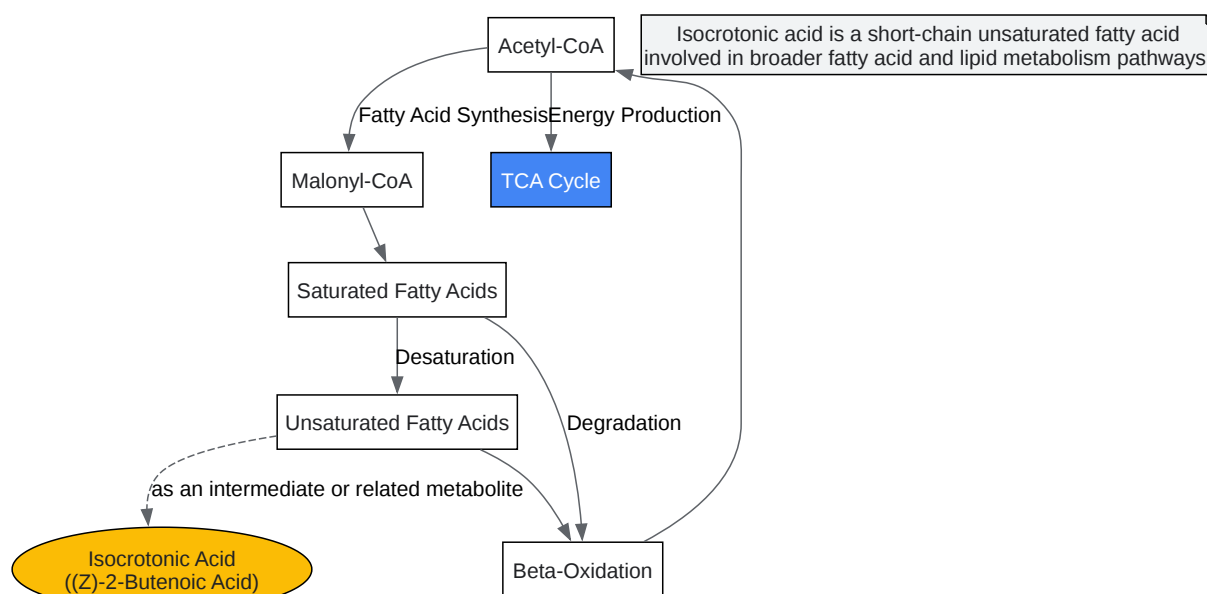 Acetyl-CoA
Isocrotonic acid is a short-chain unsaturated fatty acid
involved in broader fatty acid and lipid metabolism pathways
Fatty Acid Synthesis
Energy Production
Malonyl-CoA
TCA Cycle
Saturated Fatty Acids
Desaturation
Unsaturated Fatty Acids
Degradation
as an intermediate or related metabolite
Isocrotonic Acid
((Z)-2-Butenoic Acid)
Beta-Oxidation